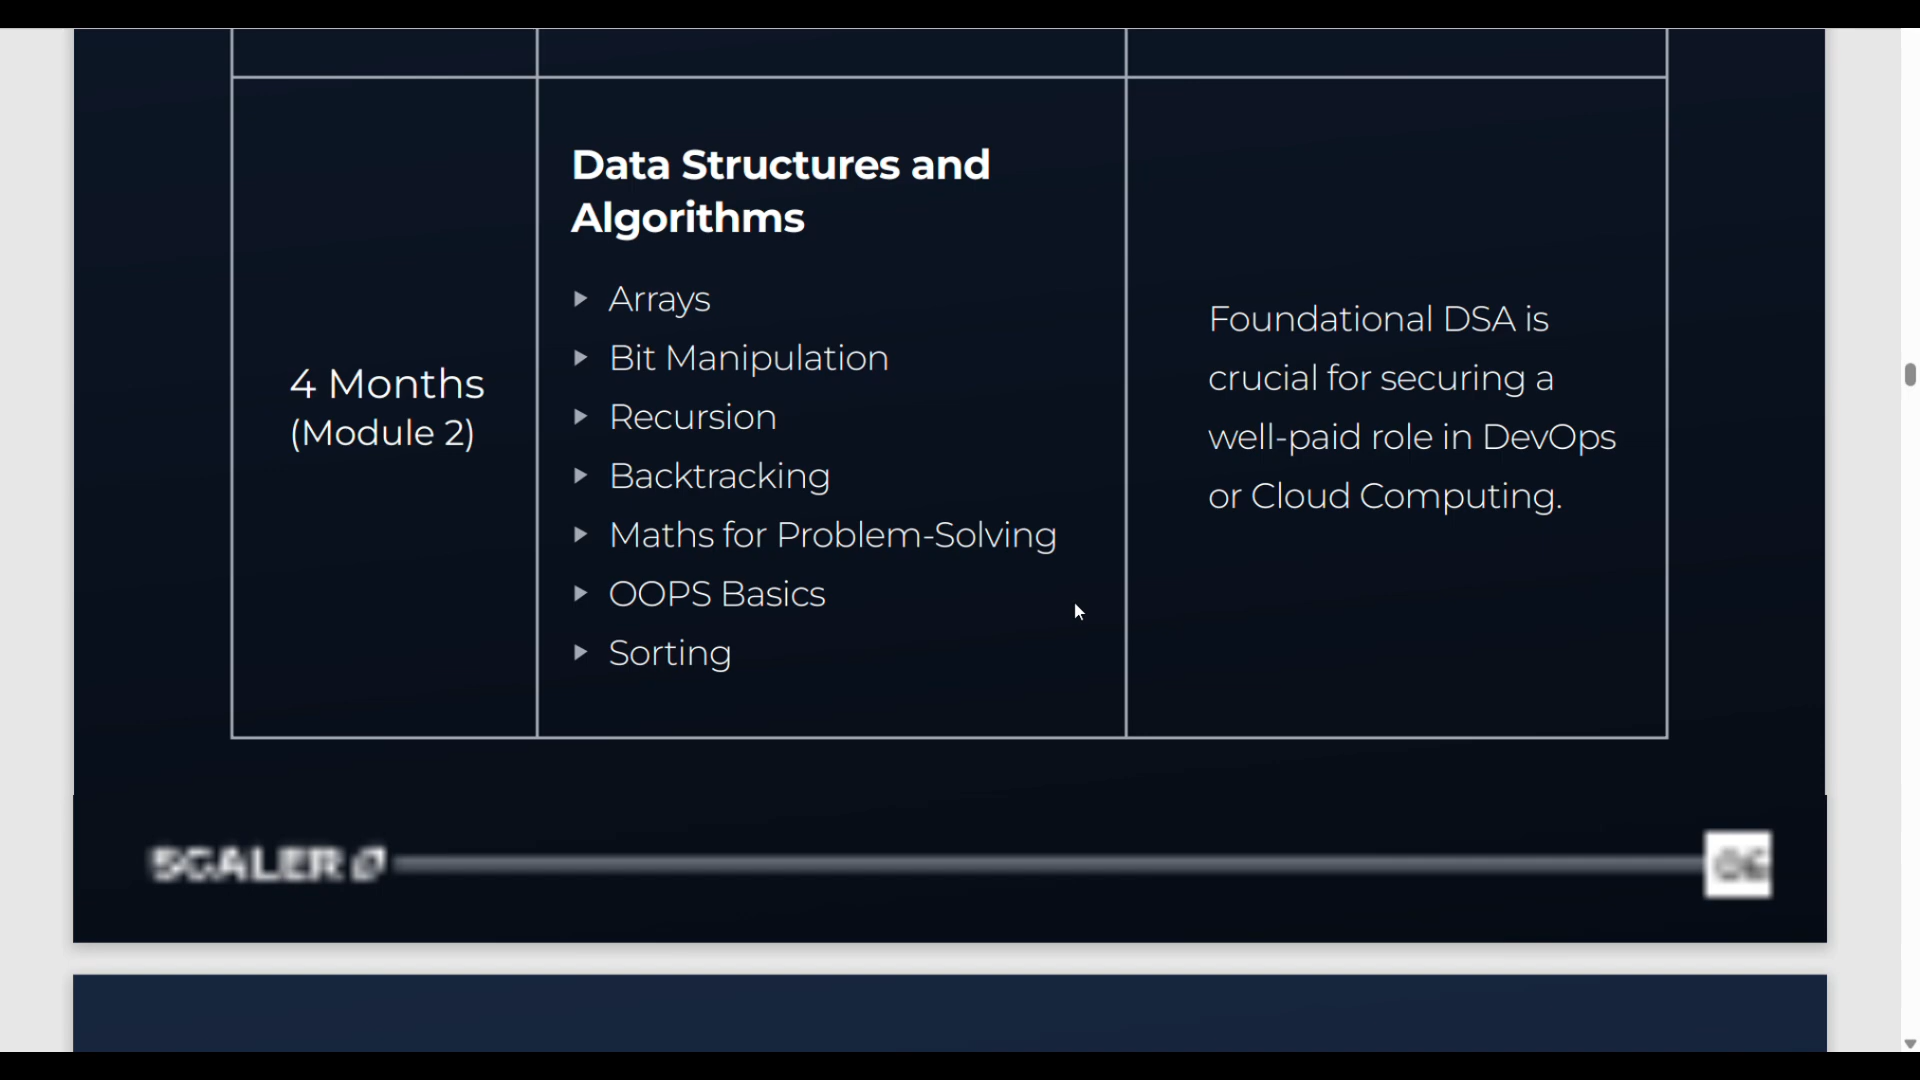 4 Months
(Module 2)
Data Structures and
Algorithms
Arrays
Bit Manipulation
Recursion
Backtracking
Maths for Problem-Solving
OOPS Basics
Sorting
Foundational DSA is
crucial for securing a
well-paid role in DevOps
or Cloud Computing.
SCALER